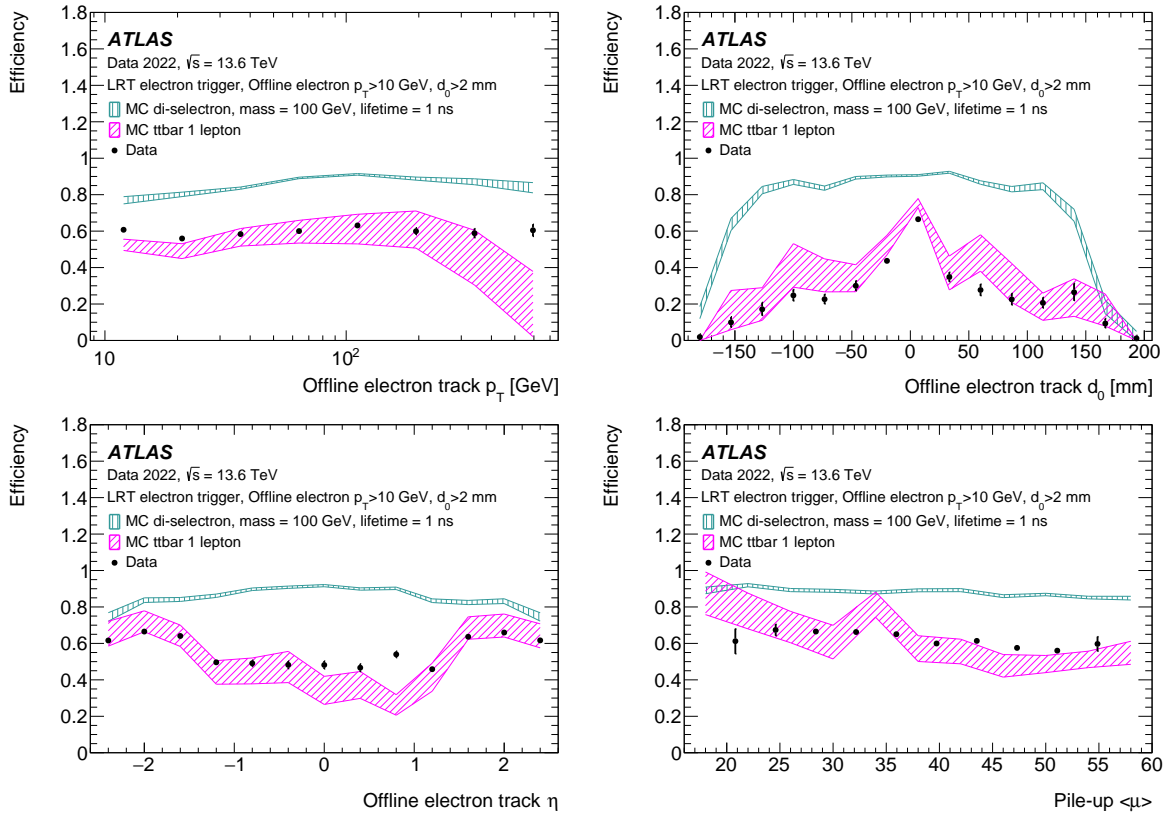 Efficiency
1.8
1.6
1.4
1.2
1
0.8
0.6
0.4
0.2
0
ATLAS
Data 2022, √s = 13.6 TeV
LRT electron trigger, Offline electron p_T>10 GeV, d_0>2 mm
MC di-selectron, mass = 100 GeV, lifetime = 1 ns
MC ttbar 1 lepton
Data
10 10²
Offline electron track p_T [GeV]
Efficiency
1.8
1.6
1.4
1.2
1
0.8
0.6
0.4
0.2
0
ATLAS
Data 2022, √s = 13.6 TeV
LRT electron trigger, Offline electron p_T>10 GeV, d_0>2 mm
MC di-selectron, mass = 100 GeV, lifetime = 1 ns
MC ttbar 1 lepton
Data
−150 −100 −50 0 50 100 150 200
Offline electron track d_0 [mm]
Efficiency
1.8
1.6
1.4
1.2
1
0.8
0.6
0.4
0.2
0
ATLAS
Data 2022, √s = 13.6 TeV
LRT electron trigger, Offline electron p_T>10 GeV, d_0>2 mm
MC di-selectron, mass = 100 GeV, lifetime = 1 ns
MC ttbar 1 lepton
Data
−2 −1 0 1 2
Offline electron track η
Efficiency
1.8
1.6
1.4
1.2
1
0.8
0.6
0.4
0.2
0
ATLAS
Data 2022, √s = 13.6 TeV
LRT electron trigger, Offline electron p_T>10 GeV, d_0>2 mm
MC di-selectron, mass = 100 GeV, lifetime = 1 ns
MC ttbar 1 lepton
Data
20 25 30 35 40 45 50 55 60
Pile-up <μ>